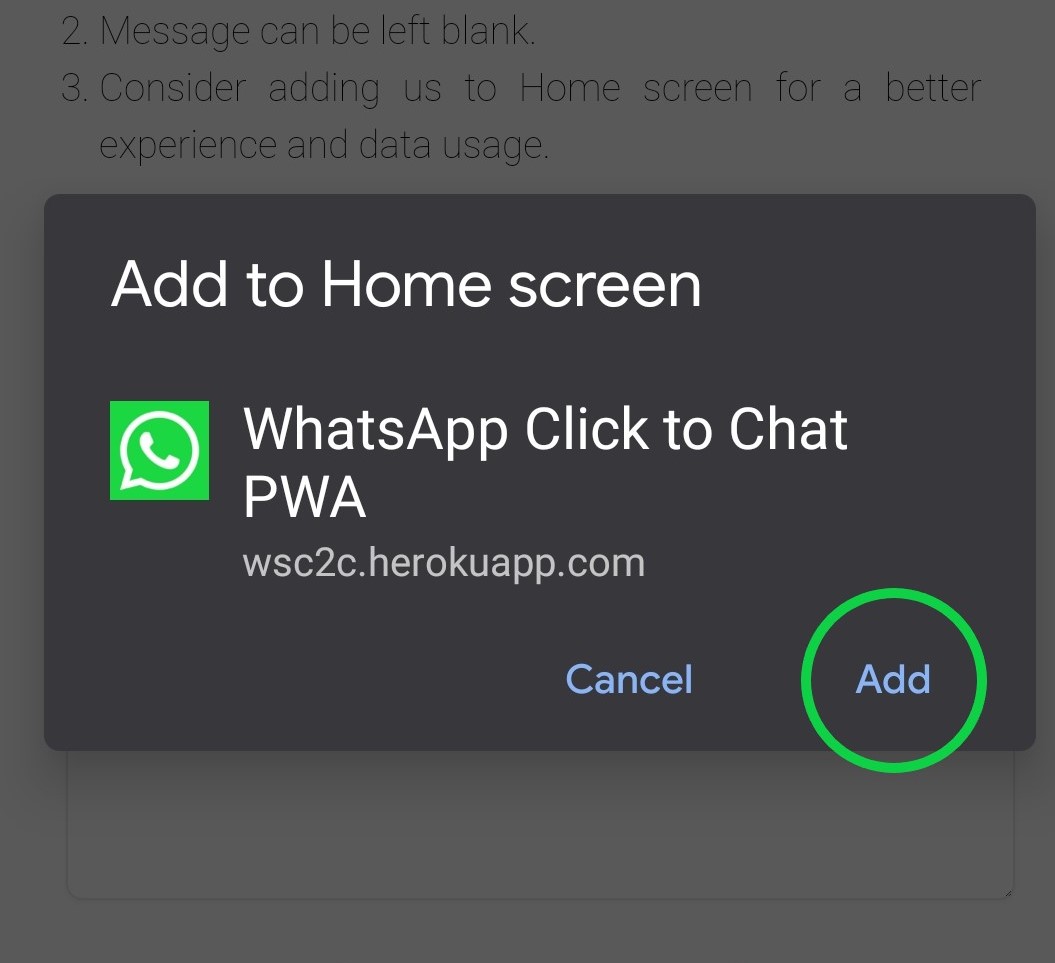 2. Message can be left blank.
3. Consider adding us to Home screen for a better
experience and data usage.
Add to Home screen
WhatsApp Click to Chat
PWA
wsc2c.herokuapp.com
Cancel
Add